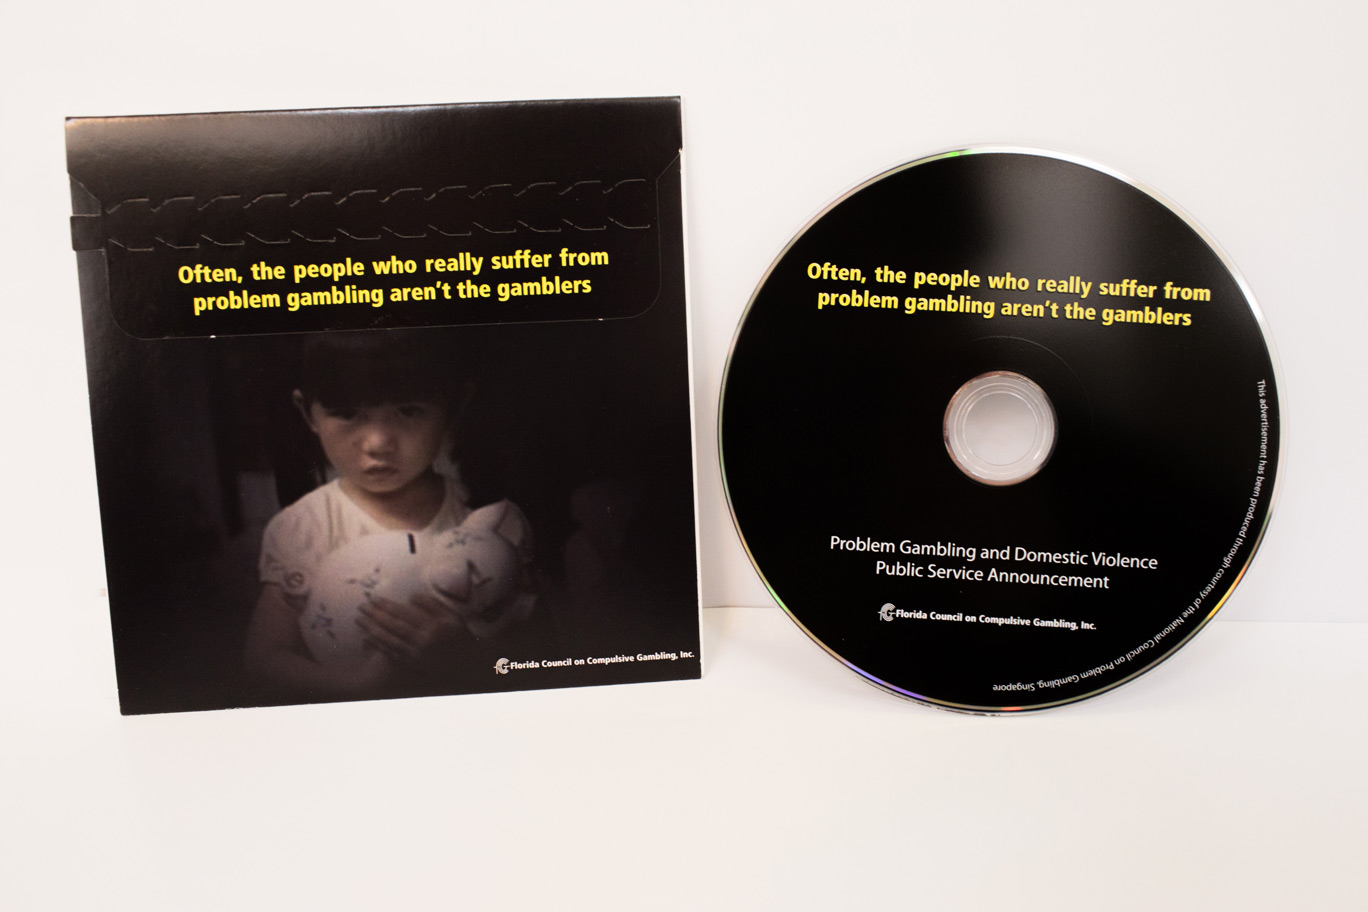 Often, the people who really suffer from
problem gambling aren't the gamblers
Florida Council on Compulsive Gambling, Inc.
Often, the people who really suffer from
problem gambling aren't the gamblers
Problem Gambling and Domestic Violence
Public Service Announcement
Florida Council on Compulsive Gambling, Inc.
This advertisement has been produced through courtesy of the National Council on Problem Gambling, Singapore